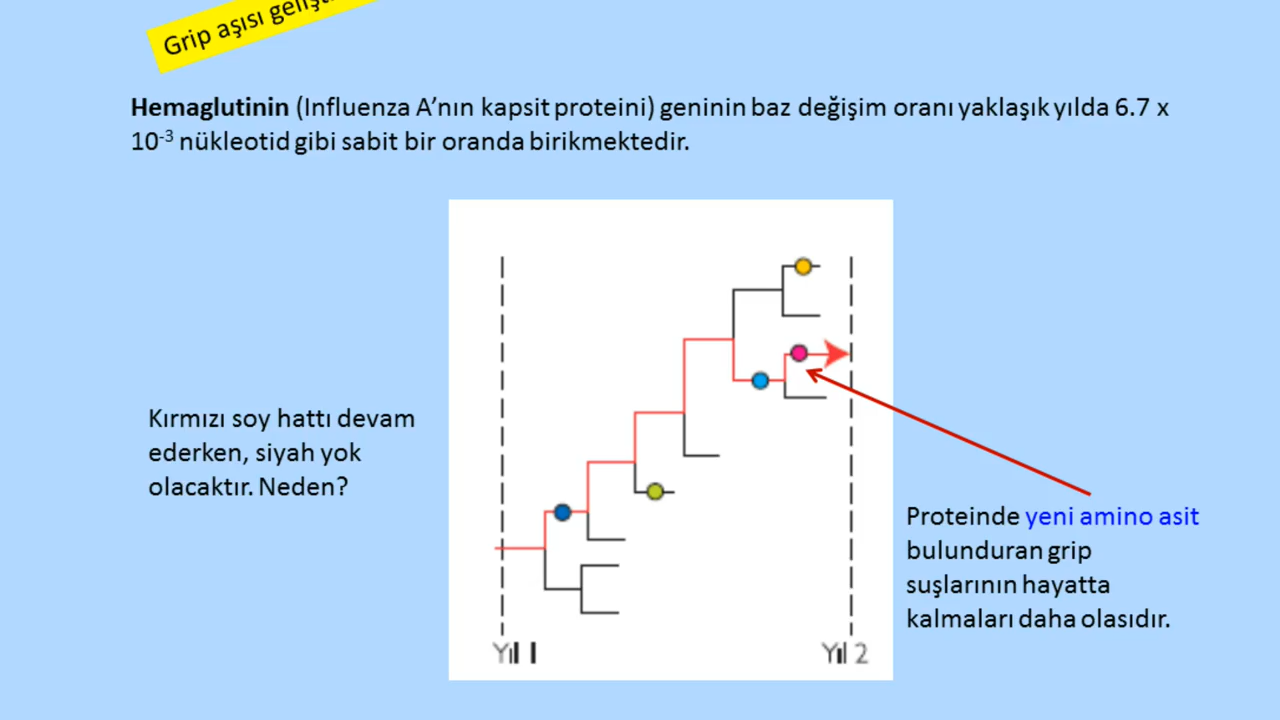 Grip aşısı
Hemaglutinin (Influenza A’nın kapsit proteini) geninin baz değişim oranı yaklaşık yılda 6.7 x
10-3 nükleotid gibi sabit bir oranda birikmektedir.
Kırmızı soy hattı devam
ederken, siyah yok
olacaktır. Neden?
Proteinde yeni amino asit
bulunduran grip
suşlarının hayatta
kalmaları daha olasıdır.
Yıl 1
Yıl 2